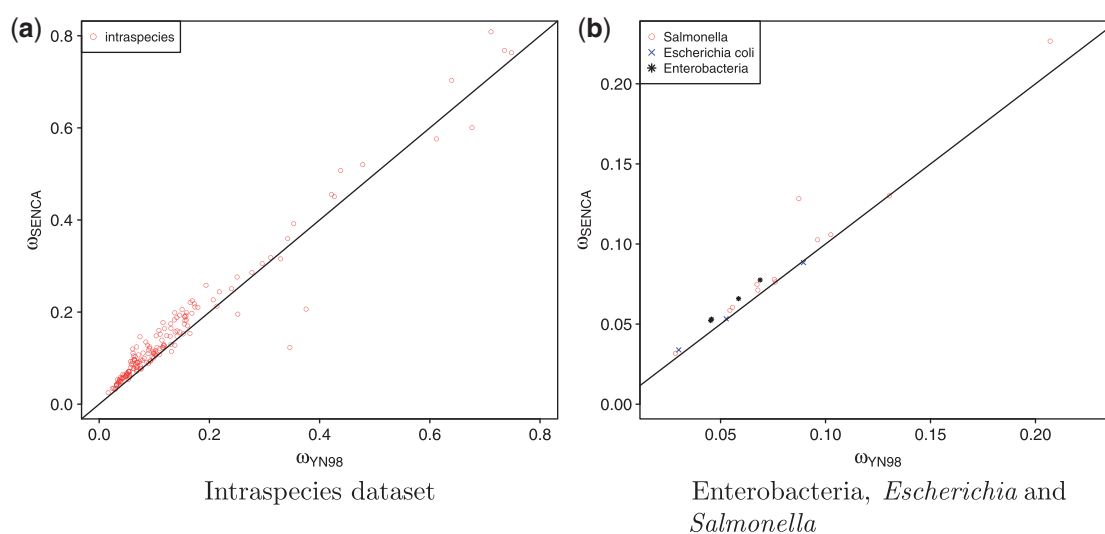 (a)
intraspecies
0.8
0.6
0.4
0.2
0.0
ωSENCA
0.0 0.2 0.4 0.6 0.8
ωYN98
Intraspecies dataset
(b)
Salmonella
Escherichia coli
Enterobacteria
0.20
0.15
0.10
0.05
0.00
ωSENCA
0.05 0.10 0.15 0.20
ωYN98
Enterobacteria, Escherichia and
Salmonella